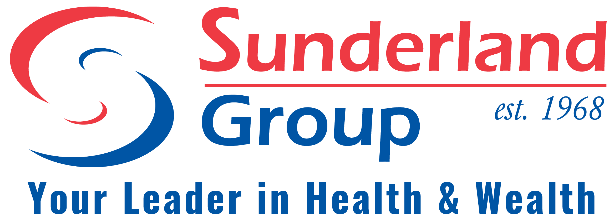 Sunderland
Group
est. 1968
Your Leader in Health & Wealth